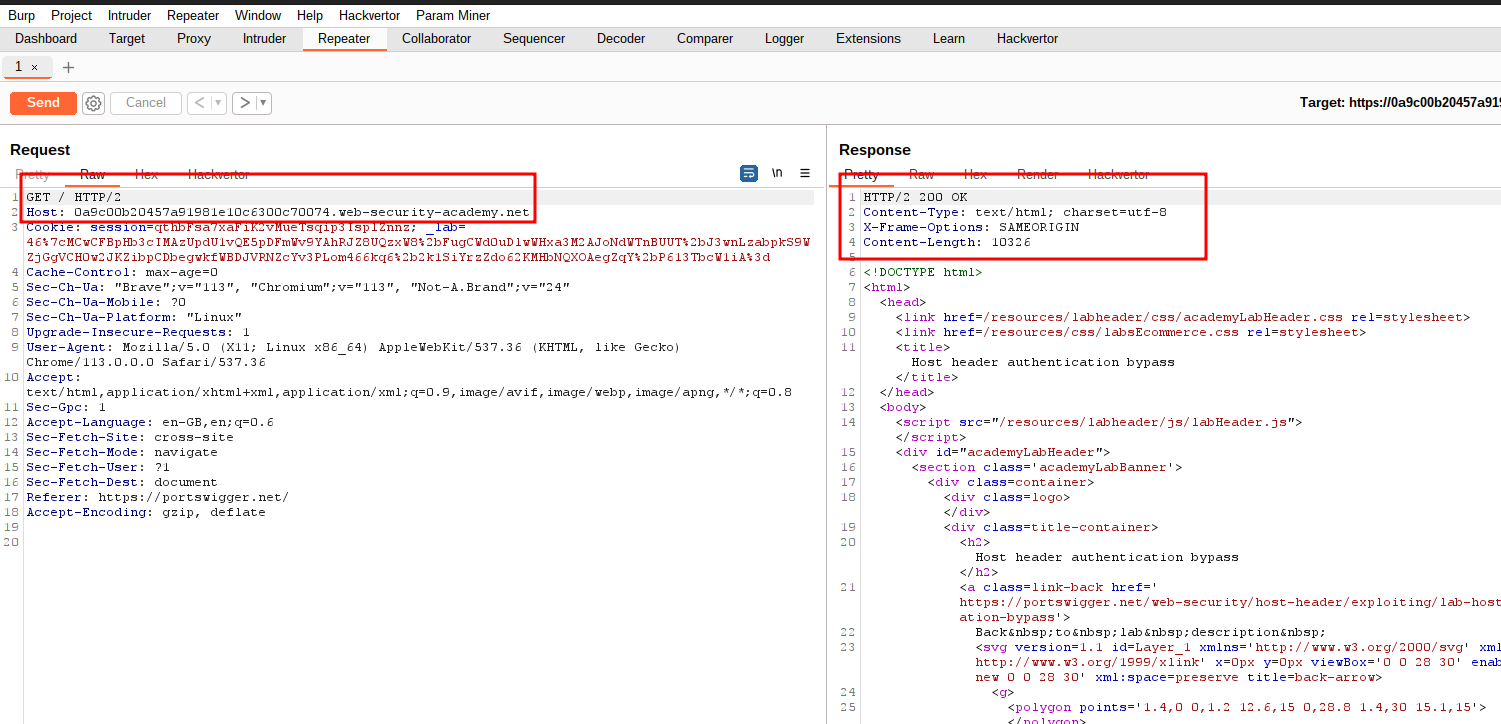 Burp Project Intruder Repeater Window Help Hackvertor Param Miner
Dashboard Target Proxy Intruder Repeater Collaborator Sequencer Decoder Comparer Logger Extensions Learn Hackvertor
1 × +
Send Cancel < ▼ > ▼ Target: https://0a9c00b20457a919
Request
Pretty Raw Hex Hackvertor \n
1 GET / HTTP/2
2 Host: 0a9c00b20457a91981e10c6300c70074.web-security-academy.net
3 Cookie: session=qthbFsa7xaFiK2vMueTsqip3TsplZnnz; _lab=
46%7cMCwCFBpHb3cIMAzUpdU1vQE5pDFmWv9YAhRJZ8UQzxW8%2bFugCWdOuDlwWHxa3M2AJoNdWTnBUUT%2bJ3wnLzabpkS9W
ZjGgVCHOw2JKZibpCDbegwkfWBDJVRNZcYv3PLom466kq6%2b2k1SiYrzZdo62KMHbNQXOAegZqY%2bP613TbcW1iA%3d
4 Cache-Control: max-age=0
5 Sec-Ch-Ua: "Brave";v="113", "Chromium";v="113", "Not-A.Brand";v="24"
6 Sec-Ch-Ua-Mobile: ?0
7 Sec-Ch-Ua-Platform: "Linux"
8 Upgrade-Insecure-Requests: 1
9 User-Agent: Mozilla/5.0 (X11; Linux x86_64) AppleWebKit/537.36 (KHTML, like Gecko)
Chrome/113.0.0.0 Safari/537.36
10 Accept:
text/html,application/xhtml+xml,application/xml;q=0.9,image/avif,image/webp,image/apng,*/*;q=0.8
11 Sec-Gpc: 1
12 Accept-Language: en-GB,en;q=0.6
13 Sec-Fetch-Site: cross-site
14 Sec-Fetch-Mode: navigate
15 Sec-Fetch-User: ?1
16 Sec-Fetch-Dest: document
17 Referer: https://portswigger.net/
18 Accept-Encoding: gzip, deflate
19
20
Response
Pretty Raw Hex Render Hackvertor
1 HTTP/2 200 OK
2 Content-Type: text/html; charset=utf-8
3 X-Frame-Options: SAMEORIGIN
4 Content-Length: 10326
5
6 <!DOCTYPE html>
7 <html>
8 <head>
9 <link href=/resources/labheader/css/academyLabHeader.css rel=stylesheet>
10 <link href=/resources/css/labsEcommerce.css rel=stylesheet>
11 <title>
Host header authentication bypass
</title>
12 </head>
13 <body>
14 <script src="/resources/labheader/js/labHeader.js">
</script>
15 <div id="academyLabHeader">
16 <section class='academyLabBanner'>
17 <div class=container>
18 <div class=logo>
</div>
19 <div class=title-container>
20 <h2>
Host header authentication bypass
</h2>
21 <a class=link-back href='
https://portswigger.net/web-security/host-header/exploiting/lab-host
ation-bypass'>
22 Back&nbsp;to&nbsp;lab&nbsp;description&nbsp;
23 <svg version=1.1 id=Layer_1 xmlns='http://www.w3.org/2000/svg' xml
http://www.w3.org/1999/xlink' x=0px y=0px viewBox='0 0 28 30' enab
new 0 0 28 30' xml:space=preserve title=back-arrow>
24 <g>
25 <polygon points='1.4,0 0,1.2 12.6,15 0,28.8 1.4,30 15.1,15'>
</polygon>